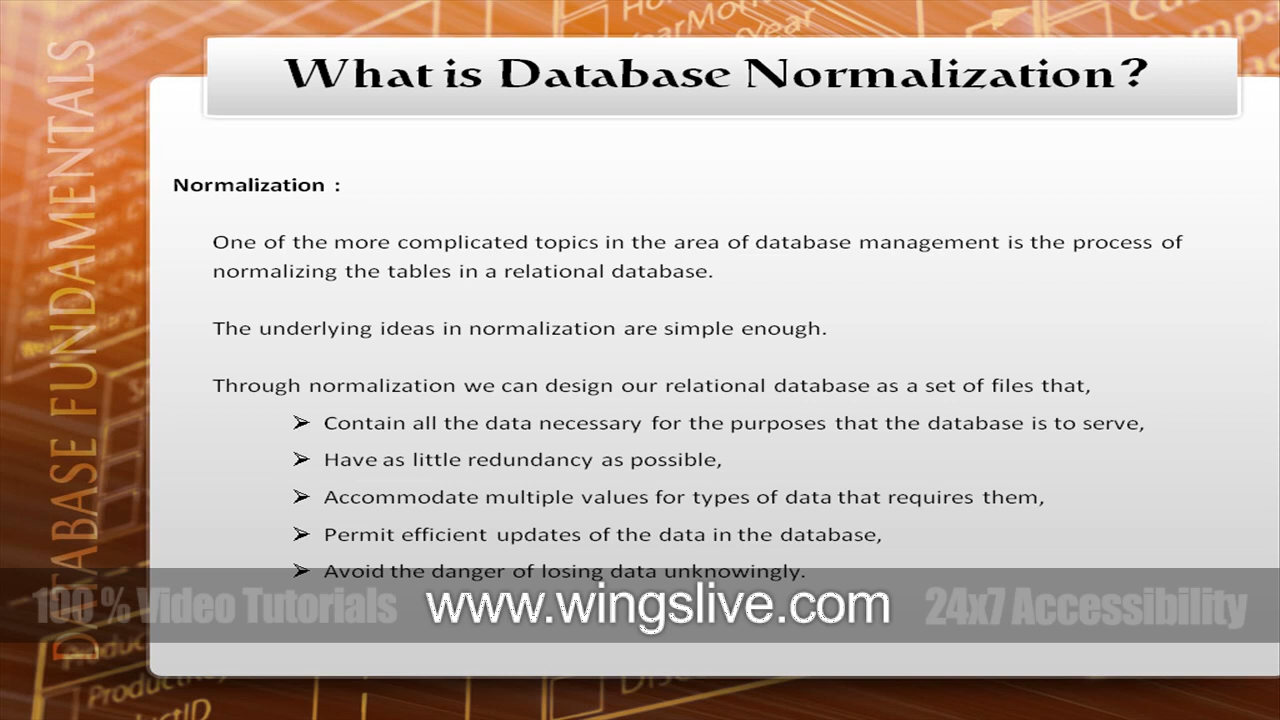 What is Database Normalization?
DATABASE FUNDAMENTALS
Normalization :
One of the more complicated topics in the area of database management is the process of
normalizing the tables in a relational database.
The underlying ideas in normalization are simple enough.
Through normalization we can design our relational database as a set of files that,
➢ Contain all the data necessary for the purposes that the database is to serve,
➢ Have as little redundancy as possible,
➢ Accommodate multiple values for types of data that requires them,
➢ Permit efficient updates of the data in the database,
➢ Avoid the danger of losing data unknowingly.
100 % Video Tutorials www.wingslive.com 24x7 Accessibility